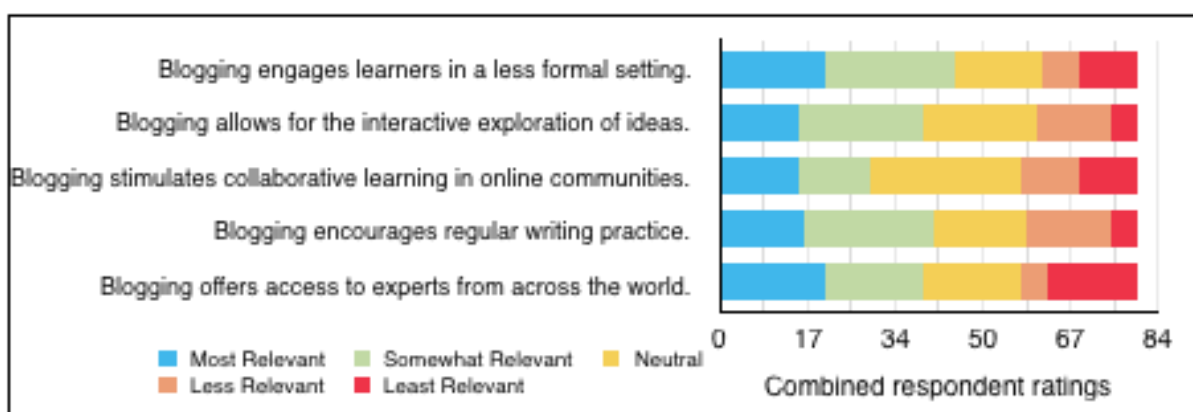 Blogging engages learners in a less formal setting.
Blogging allows for the interactive exploration of ideas.
Blogging stimulates collaborative learning in online communities.
Blogging encourages regular writing practice.
Blogging offers access to experts from across the world.
0 17 34 50 67 84
Most Relevant Somewhat Relevant Neutral
Less Relevant Least Relevant
Combined respondent ratings